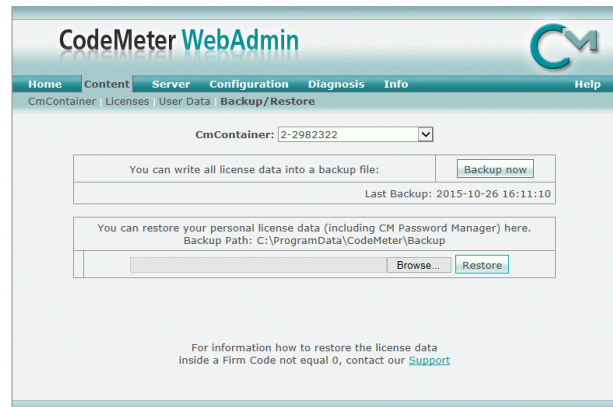 CodeMeter WebAdmin
CM
Home Content Server Configuration Diagnosis Info Help
CmContainer | Licenses | User Data | Backup/Restore
CmContainer: 2-2982322
You can write all license data into a backup file: Backup now
Last Backup: 2015-10-26 16:11:10
You can restore your personal license data (including CM Password Manager) here.
Backup Path: C:\ProgramData\CodeMeter\Backup
Browse... Restore
For information how to restore the license data
inside a Firm Code not equal 0, contact our Support